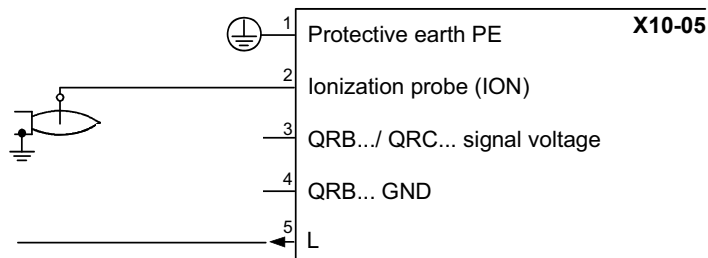 X10-05
1 Protective earth PE
2 Ionization probe (ION)
3 QRB.../ QRC... signal voltage
4 QRB... GND
5 L